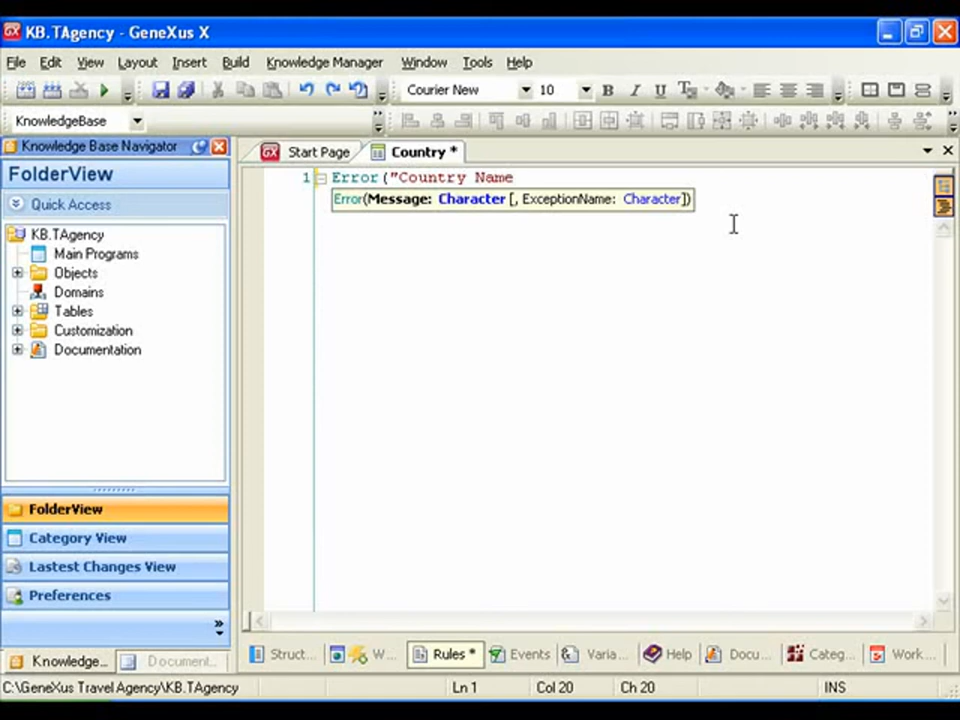 KB.TAgency - GeneXus X
File Edit View Layout Insert Build Knowledge Manager Window Tools Help
Courier New 10 B I U
KnowledgeBase
Knowledge Base Navigator
Start Page Country *
FolderView
1 Error("Country Name
Error(Message: Character [, ExceptionName: Character])
Quick Access
KB.TAgency
Main Programs
Objects
Domains
Tables
Customization
Documentation
FolderView
Category View
Lastest Changes View
Preferences
»
Struct... W... Rules * Events Varia... Help Docu... Categ... Work...
Knowledge... Document...
C:\GeneXus Travel Agency\KB.TAgency Ln 1 Col 20 Ch 20 INS